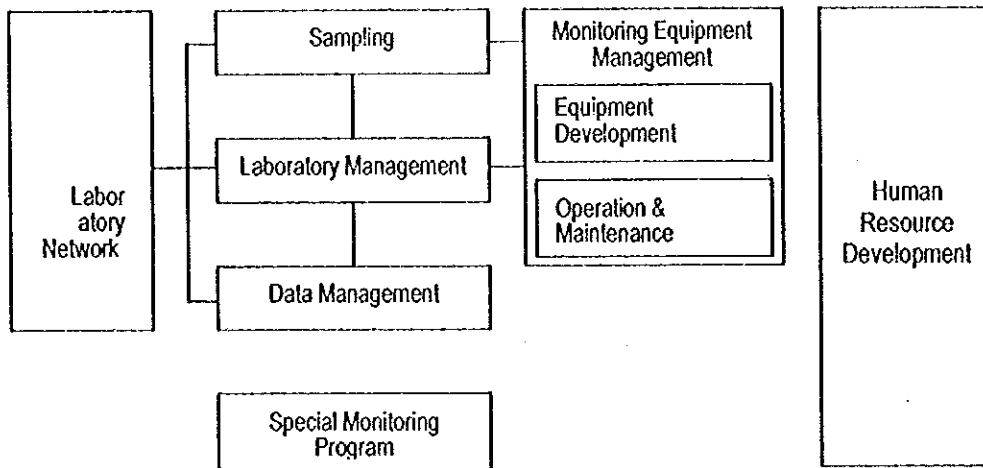 Labor
atory
Network
Sampling
Laboratory Management
Data Management
Special Monitoring
Program
Monitoring Equipment
Management
Equipment
Development
Operation &
Maintenance
Human
Resource
Development